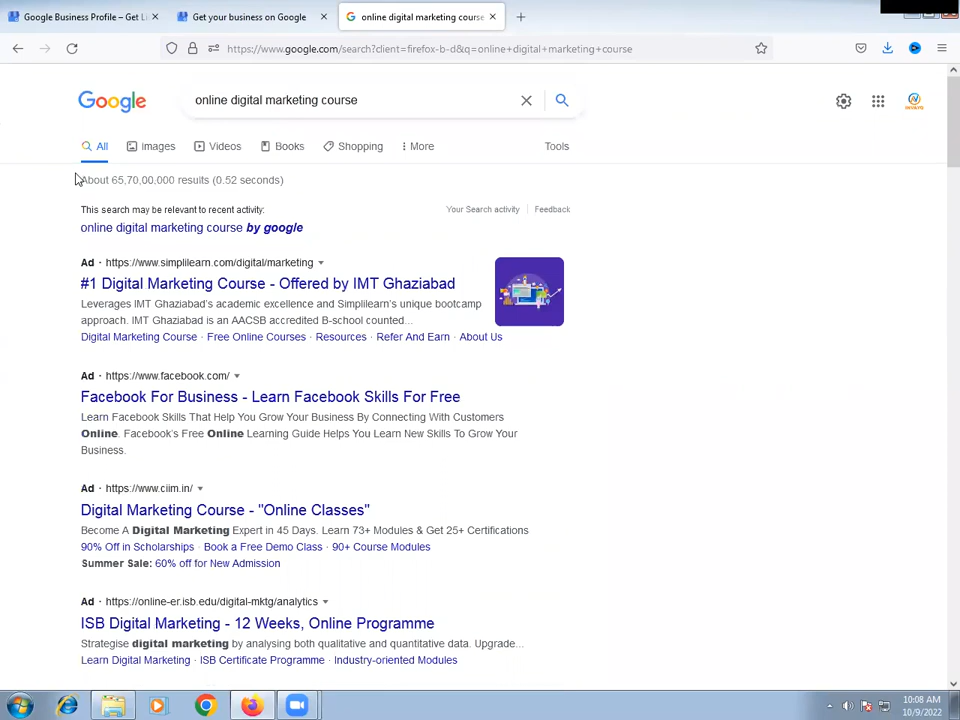 Google Business Profile – Get Li
Get your business on Google
online digital marketing course
https://www.google.com/search?client=firefox-b-d&q=online+digital+marketing+course
Google
online digital marketing course
All
Images
Videos
Books
Shopping
More
Tools
About 65,70,00,000 results (0.52 seconds)
This search may be relevant to recent activity:
Your Search activity
Feedback
online digital marketing course by google
Ad · https://www.simplilearn.com/digital/marketing
#1 Digital Marketing Course - Offered by IMT Ghaziabad
Leverages IMT Ghaziabad's academic excellence and Simplilearn's unique bootcamp
approach. IMT Ghaziabad is an AACSB accredited B-school counted...
Digital Marketing Course · Free Online Courses · Resources · Refer And Earn · About Us
Ad · https://www.facebook.com/
Facebook For Business - Learn Facebook Skills For Free
Learn Facebook Skills That Help You Grow Your Business By Connecting With Customers
Online. Facebook's Free Online Learning Guide Helps You Learn New Skills To Grow Your
Business.
Ad · https://www.ciim.in/
Digital Marketing Course - "Online Classes"
Become A Digital Marketing Expert in 45 Days. Learn 73+ Modules & Get 25+ Certifications
90% Off in Scholarships · Book a Free Demo Class · 90+ Course Modules
Summer Sale: 60% off for New Admission
Ad · https://online-er.isb.edu/digital-mktg/analytics
ISB Digital Marketing - 12 Weeks, Online Programme
Strategise digital marketing by analysing both qualitative and quantitative data. Upgrade...
Learn Digital Marketing · ISB Certificate Programme · Industry-oriented Modules
10:08 AM
10/9/2022